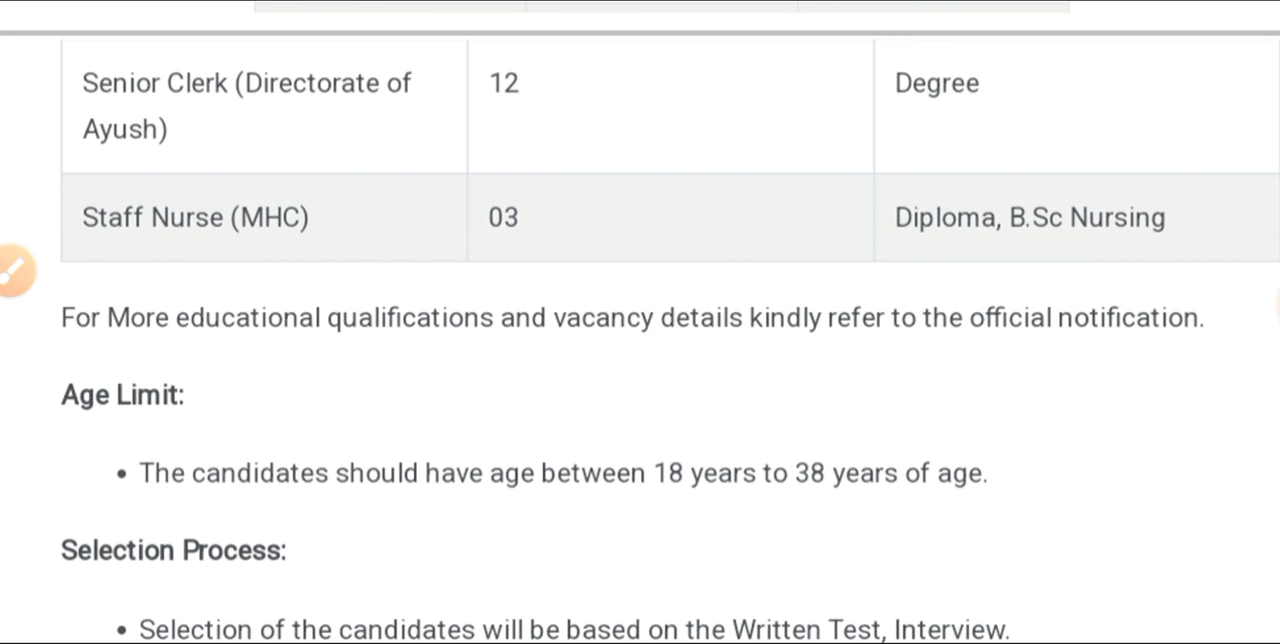 Senior Clerk (Directorate of Ayush) 12 Degree
Staff Nurse (MHC) 03 Diploma, B.Sc Nursing
For More educational qualifications and vacancy details kindly refer to the official notification.
Age Limit:
• The candidates should have age between 18 years to 38 years of age.
Selection Process:
• Selection of the candidates will be based on the Written Test, Interview.